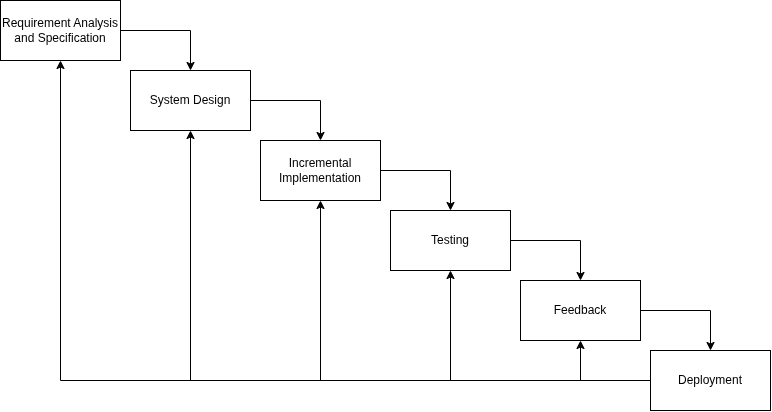 Requirement Analysis
and Specification
System Design
Incremental
Implementation
Testing
Feedback
Deployment